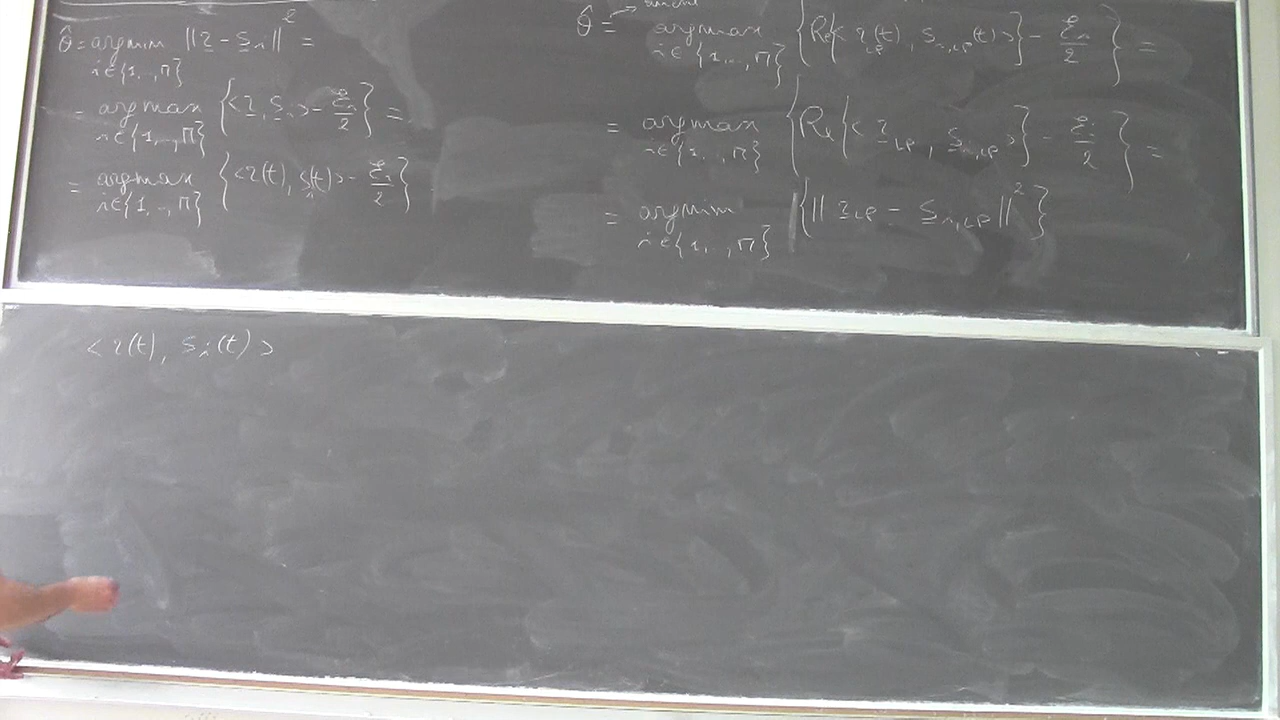 θ̂ = argmin ||r - s_i||² =
i∈{1,..,M}
= argmax {<r, s_i> - ℰ_i/2} =
i∈{1,..,M}
= argmax {<r(t), s_i(t)> - ℰ_i/2}
i∈{1,..,M}
θ̂ = argmax {Re{<r_LP(t), s_i,LP(t)>} - ℰ_i/2} =
i∈{1,..,M}
= argmax {Re{<r_LP, s_i,LP>} - ℰ_i/2} =
i∈{1,..,M}
= argmin {||r_LP - s_i,LP||²}
i∈{1,..,M}
<r(t), s_i(t)>